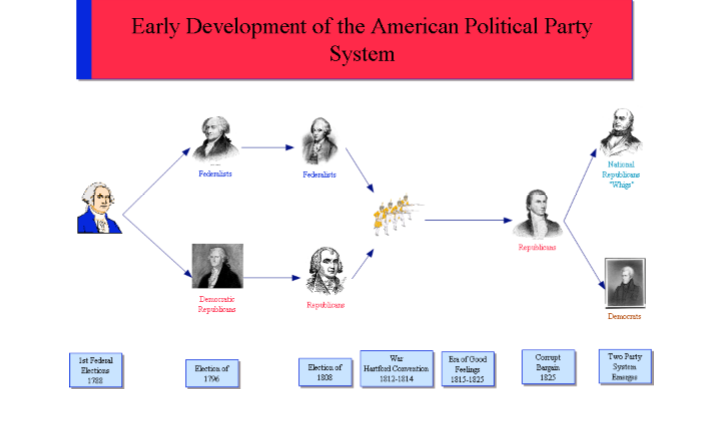 Early Development of the American Political Party
System
Federalists
Federalists
National
Republicans
"Whigs"
Republicans
Democratic
Republicans
Republicans
Democrats
1st Federal
Elections
1788
Election of
1796
Election of
1808
War
Hartford Convention
1812-1814
Era of Good
Feelings
1815-1825
Corrupt
Bargain
1825
Two Party
System
Emerges